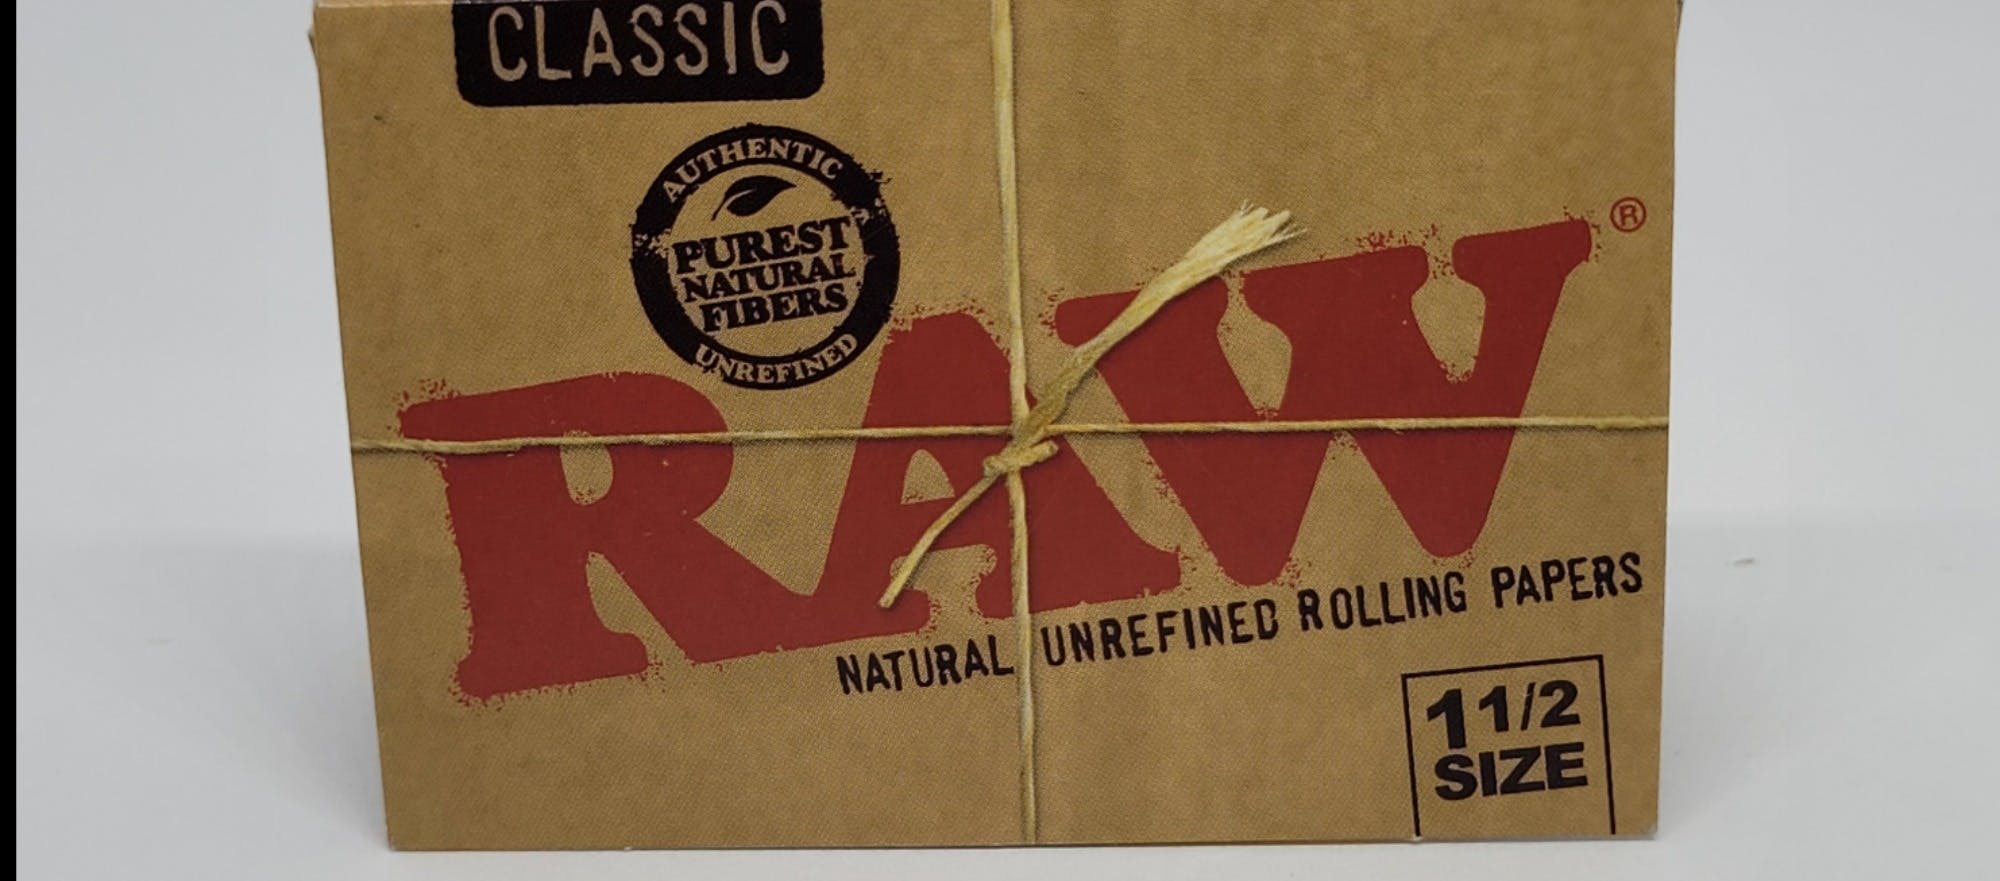 CLASSIC
AUTHENTIC
PUREST
NATURAL
FIBERS
UNREFINED
RAW®
NATURAL UNREFINED ROLLING PAPERS
1 1/2
SIZE